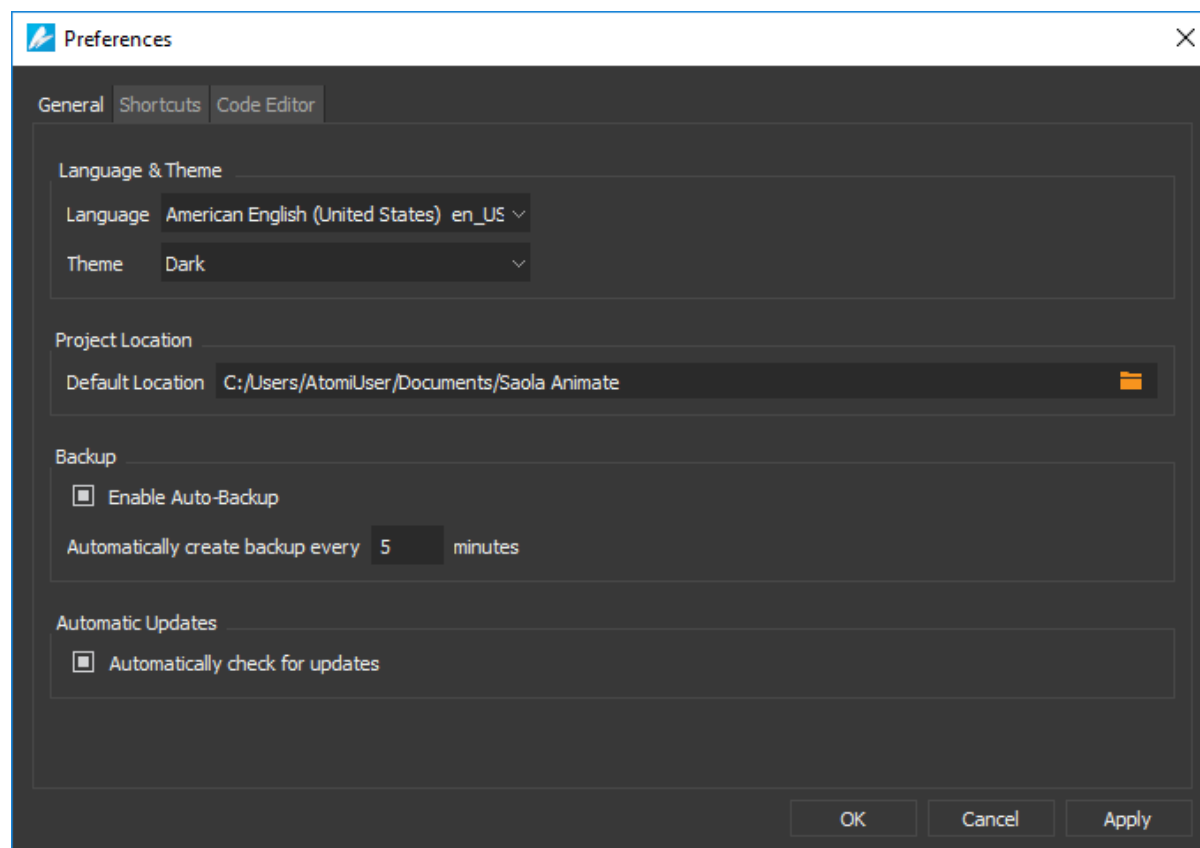 Preferences
General Shortcuts Code Editor
Language & Theme
Language American English (United States) en_US
Theme Dark
Project Location
Default Location C:/Users/AtomiUser/Documents/Saola Animate
Backup
Enable Auto-Backup
Automatically create backup every 5 minutes
Automatic Updates
Automatically check for updates
OK Cancel Apply